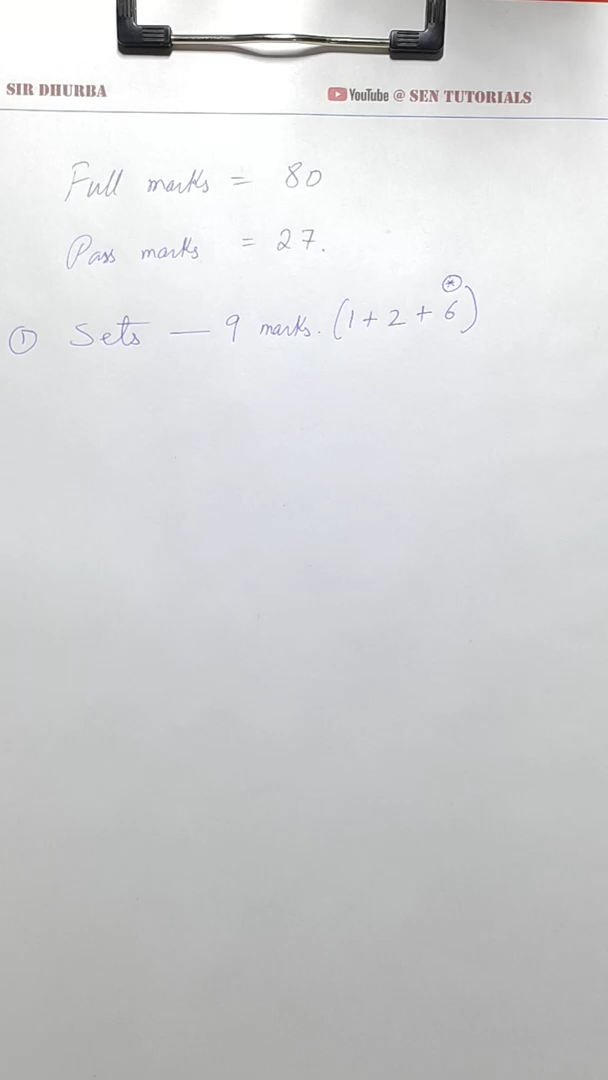 SIR DHURBA
YouTube @ SEN TUTORIALS
Full marks = 80
Pass marks = 27.
① Sets — 9 marks. (1 + 2 + 6⊛)